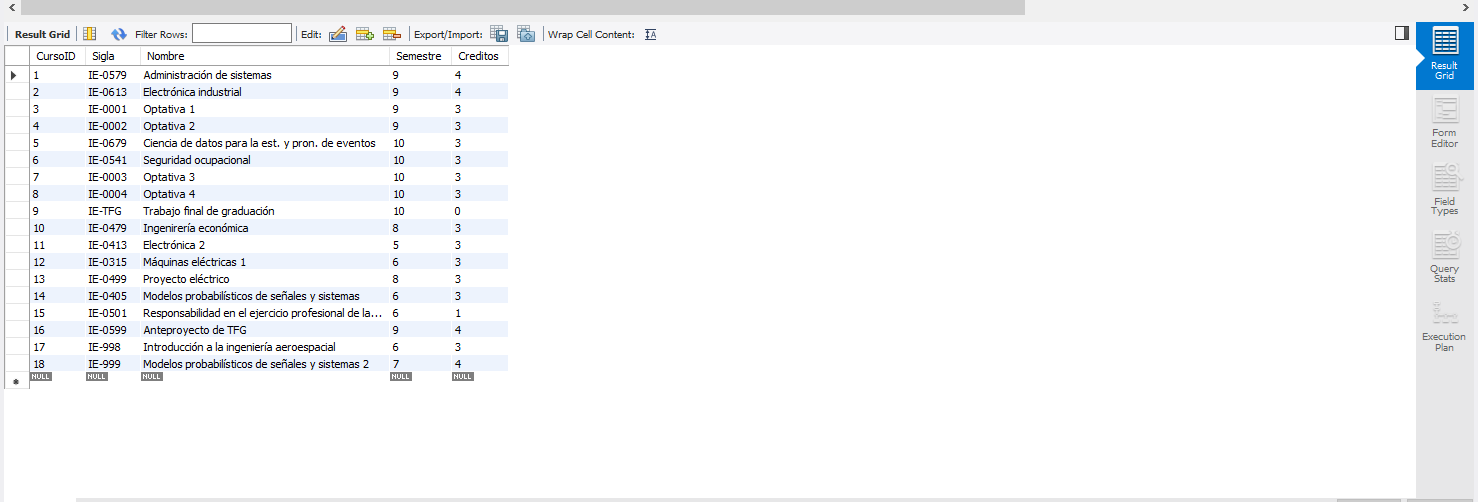 Result Grid Filter Rows: Edit: Export/Import: Wrap Cell Content:
CursoID Sigla Nombre Semestre Creditos
1 IE-0579 Administración de sistemas 9 4
2 IE-0613 Electrónica industrial 9 4
3 IE-0001 Optativa 1 9 3
4 IE-0002 Optativa 2 9 3
5 IE-0679 Ciencia de datos para la est. y pron. de eventos 10 3
6 IE-0541 Seguridad ocupacional 10 3
7 IE-0003 Optativa 3 10 3
8 IE-0004 Optativa 4 10 3
9 IE-TFG Trabajo final de graduación 10 0
10 IE-0479 Ingenirería económica 8 3
11 IE-0413 Electrónica 2 5 3
12 IE-0315 Máquinas eléctricas 1 6 3
13 IE-0499 Proyecto eléctrico 8 3
14 IE-0405 Modelos probabilísticos de señales y sistemas 6 3
15 IE-0501 Responsabilidad en el ejercicio profesional de la... 6 1
16 IE-0599 Anteproyecto de TFG 9 4
17 IE-998 Introducción a la ingeniería aeroespacial 6 3
18 IE-999 Modelos probabilísticos de señales y sistemas 2 7 4
NULL NULL NULL NULL NULL
Result
Grid
Form
Editor
Field
Types
Query
Stats
Execution
Plan